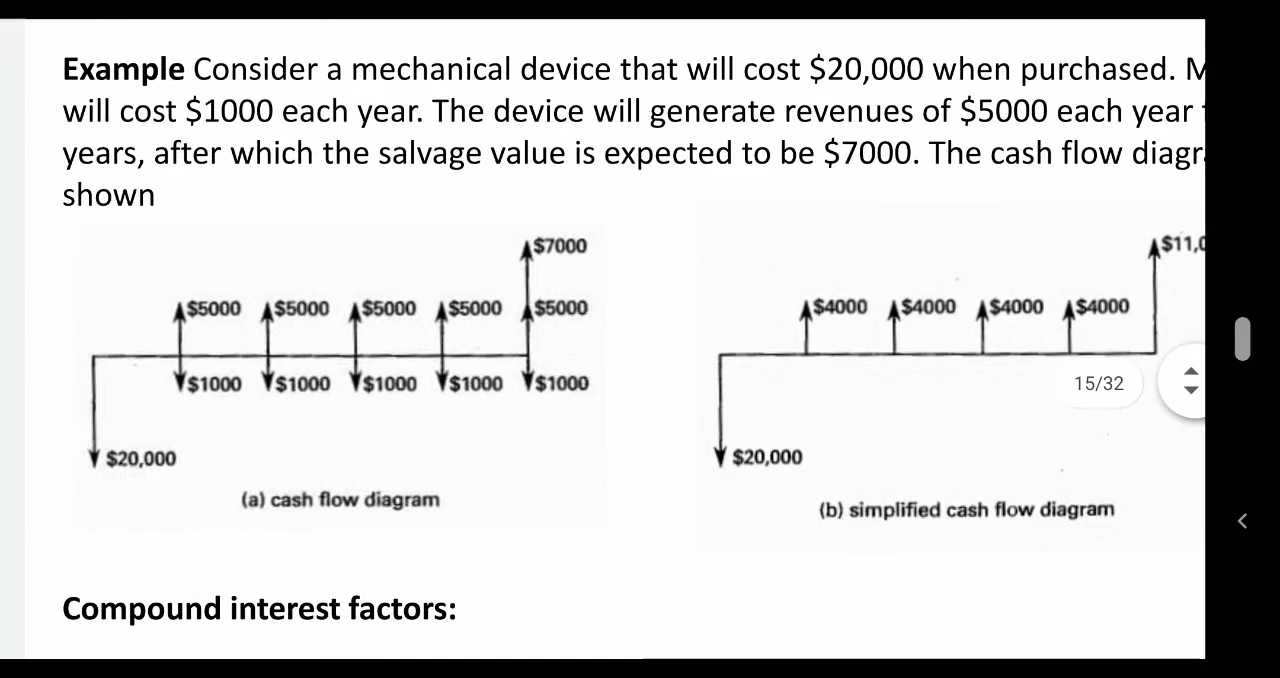 Example Consider a mechanical device that will cost $20,000 when purchased.
will cost $1000 each year. The device will generate revenues of $5000 each year
years, after which the salvage value is expected to be $7000. The cash flow
shown
$7000
$5000 $5000 $5000 $5000 $5000
$1000 $1000 $1000 $1000 $1000
$20,000
(a) cash flow diagram
$4000 $4000 $4000 $4000
15/32
$20,000
(b) simplified cash flow diagram
Compound interest factors: